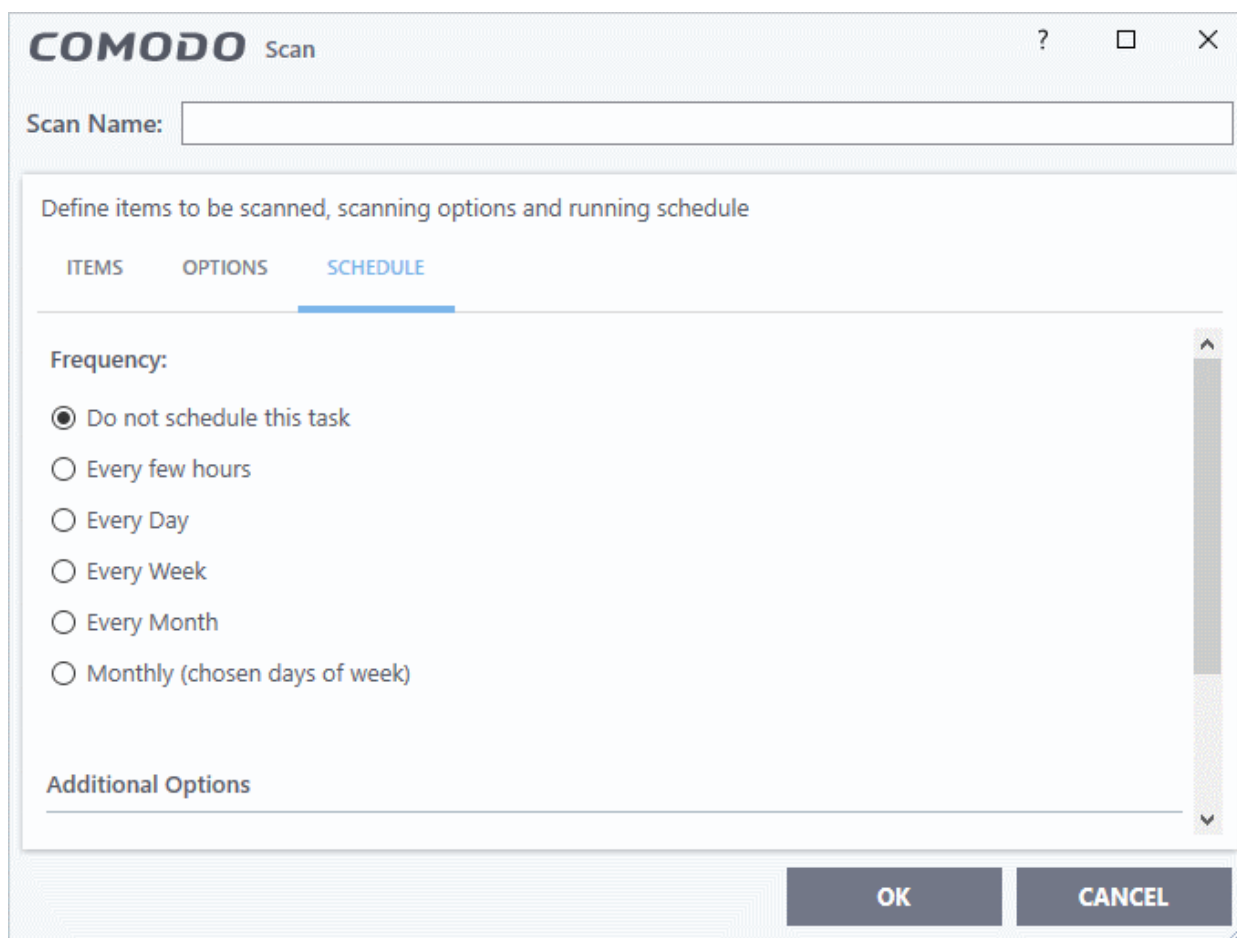 COMODO Scan ?
Scan Name:
Define items to be scanned, scanning options and running schedule
ITEMS OPTIONS SCHEDULE
Frequency:
Do not schedule this task
Every few hours
Every Day
Every Week
Every Month
Monthly (chosen days of week)
Additional Options
OK CANCEL